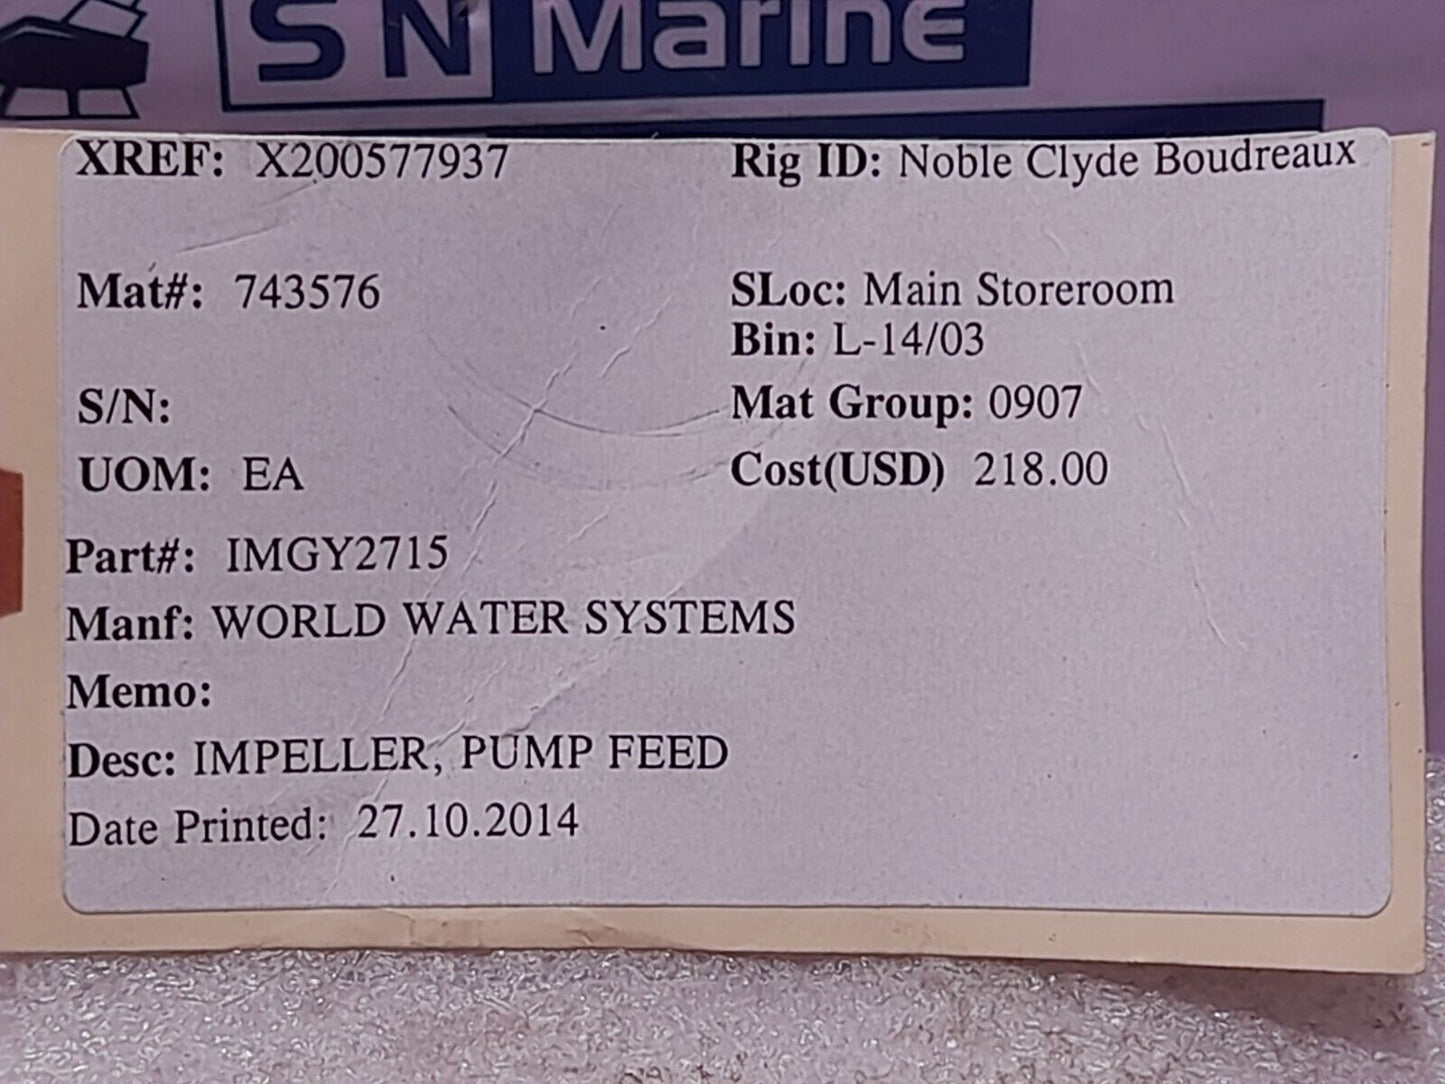 SN Marine
XREF: X200577937
Rig ID: Noble Clyde Boudreaux
Mat#: 743576
SLoc: Main Storeroom
Bin: L-14/03
S/N:
Mat Group: 0907
UOM: EA
Cost(USD) 218.00
Part#: IMGY2715
Manf: WORLD WATER SYSTEMS
Memo:
Desc: IMPELLER, PUMP FEED
Date Printed: 27.10.2014